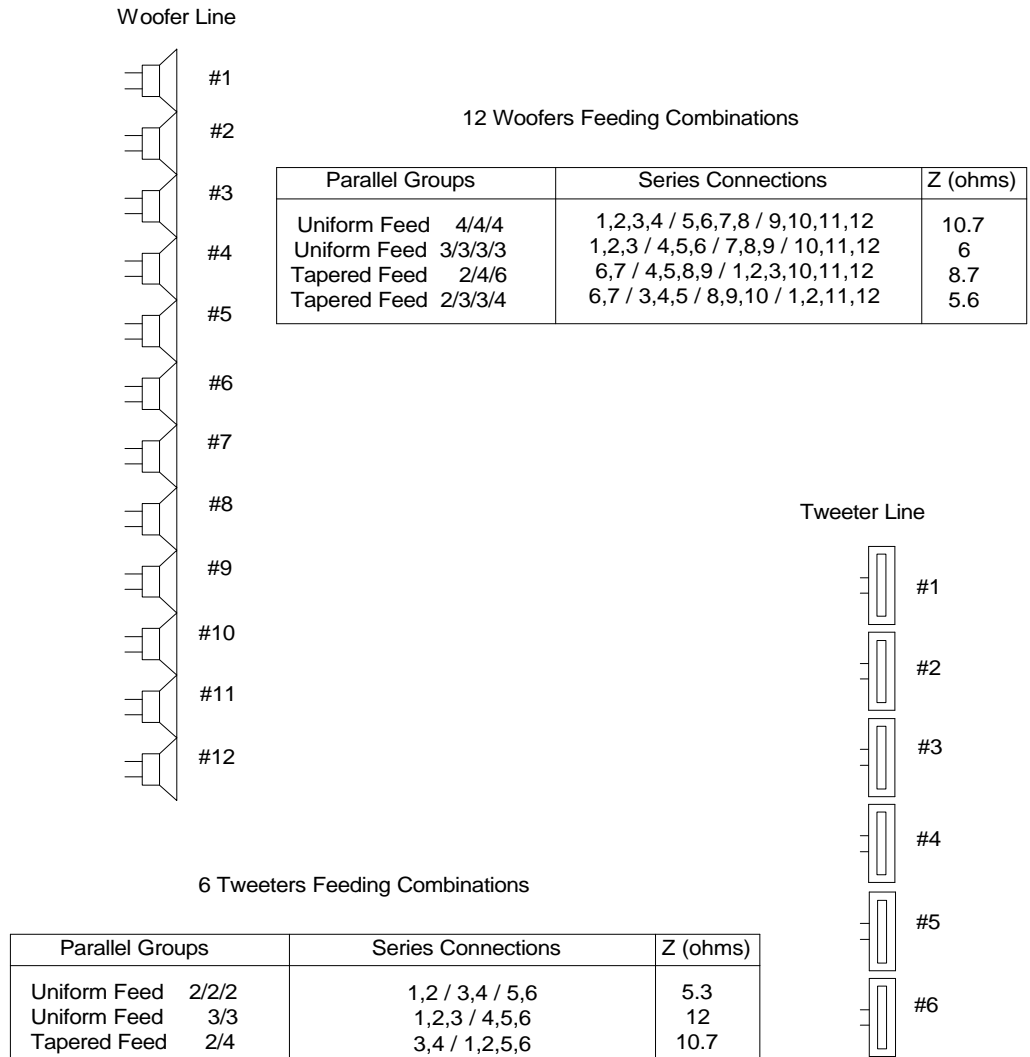 Woofer Line
#1
#2
#3
#4
#5
#6
#7
#8
#9
#10
#11
#12
12 Woofers Feeding Combinations
Parallel Groups Series Connections Z (ohms)
Uniform Feed 4/4/4 1,2,3,4 / 5,6,7,8 / 9,10,11,12 10.7
Uniform Feed 3/3/3/3 1,2,3 / 4,5,6 / 7,8,9 / 10,11,12 6
Tapered Feed 2/4/6 6,7 / 4,5,8,9 / 1,2,3,10,11,12 8.7
Tapered Feed 2/3/3/4 6,7 / 3,4,5 / 8,9,10 / 1,2,11,12 5.6
Tweeter Line
#1
#2
#3
#4
#5
#6
6 Tweeters Feeding Combinations
Parallel Groups Series Connections Z (ohms)
Uniform Feed 2/2/2 1,2 / 3,4 / 5,6 5.3
Uniform Feed 3/3 1,2,3 / 4,5,6 12
Tapered Feed 2/4 3,4 / 1,2,5,6 10.7